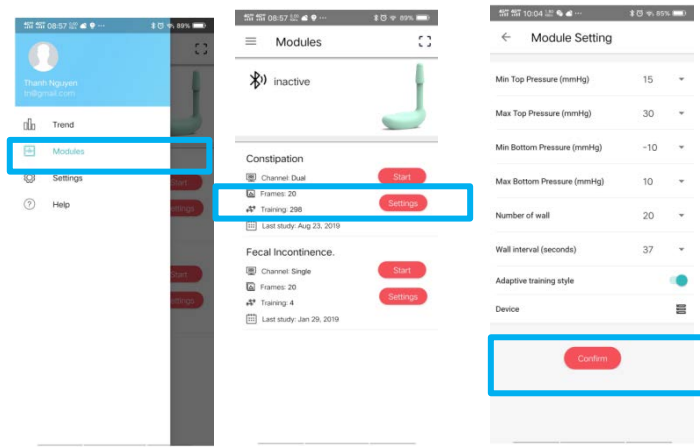 08:57 89%
Thanh Nguyen
tn@gmail.com
Trend
Modules
Settings
Help
Start
Settings
Start
Settings
08:57 89%
Modules
inactive
Constipation
Channel: Dual
Start
Frames: 20
Training: 298
Settings
Last study: Aug 23, 2019
Fecal Incontinence.
Channel: Single
Start
Frames: 20
Training: 4
Settings
Last study: Jan 29, 2019
10:04 85%
Module Setting
Min Top Pressure (mmHg) 15
Max Top Pressure (mmHg) 30
Min Bottom Pressure (mmHg) -10
Max Bottom Pressure (mmHg) 10
Number of wall 20
Wall interval (seconds) 37
Adaptive training style
Device
Confirm